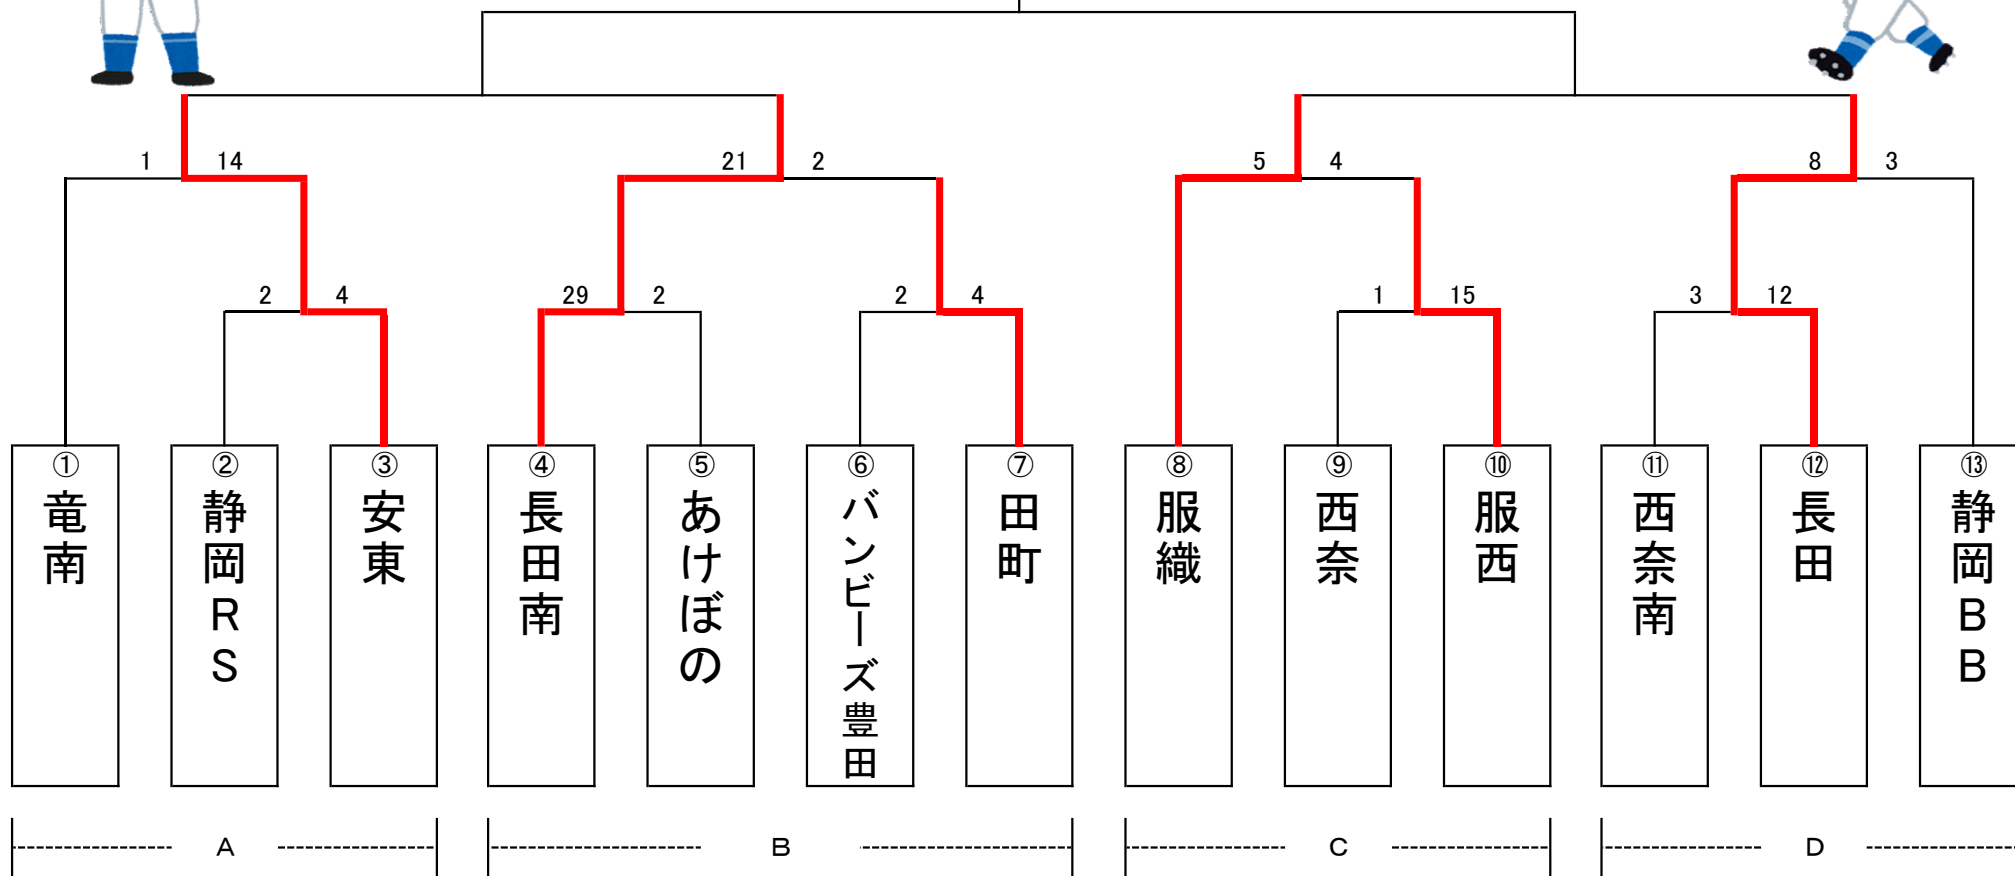 1 14 21 2 5 4 8 3
2 4 29 2 2 4 1 15 3 12
① ② ③ ④ ⑤ ⑥ ⑦ ⑧ ⑨ ⑩ ⑪ ⑫ ⑬
竜南
静岡RS
安東
長田南
あけぼの
バンビーズ豊田
田町
服織
西奈
服西
西奈南
長田
静岡BB
A B C D